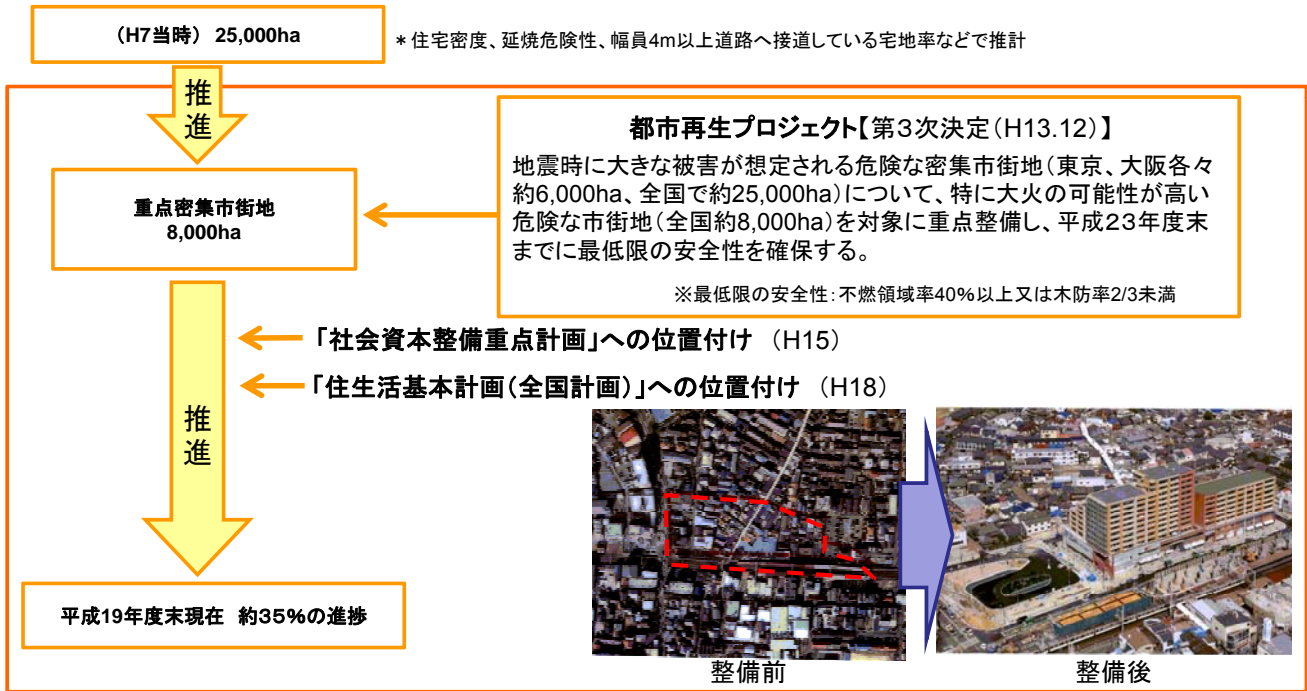 （H7当時） 25,000ha
＊住宅密度、延焼危険性、幅員4m以上道路へ接道している宅地率などで推計
推進
都市再生プロジェクト【第３次決定（H13.12）】
地震時に大きな被害が想定される危険な密集市街地（東京、大阪各々
約6,000ha、全国で約25,000ha）について、特に大火の可能性が高い
危険な市街地（全国約8,000ha）を対象に重点整備し、平成２３年度末
までに最低限の安全性を確保する。
※最低限の安全性：不燃領域率40％以上又は木防率2/3未満
重点密集市街地
8,000ha
「社会資本整備重点計画」への位置付け （H15）
「住生活基本計画（全国計画）」への位置付け （H18）
推進
平成19年度末現在 約３５％の進捗
整備前
整備後